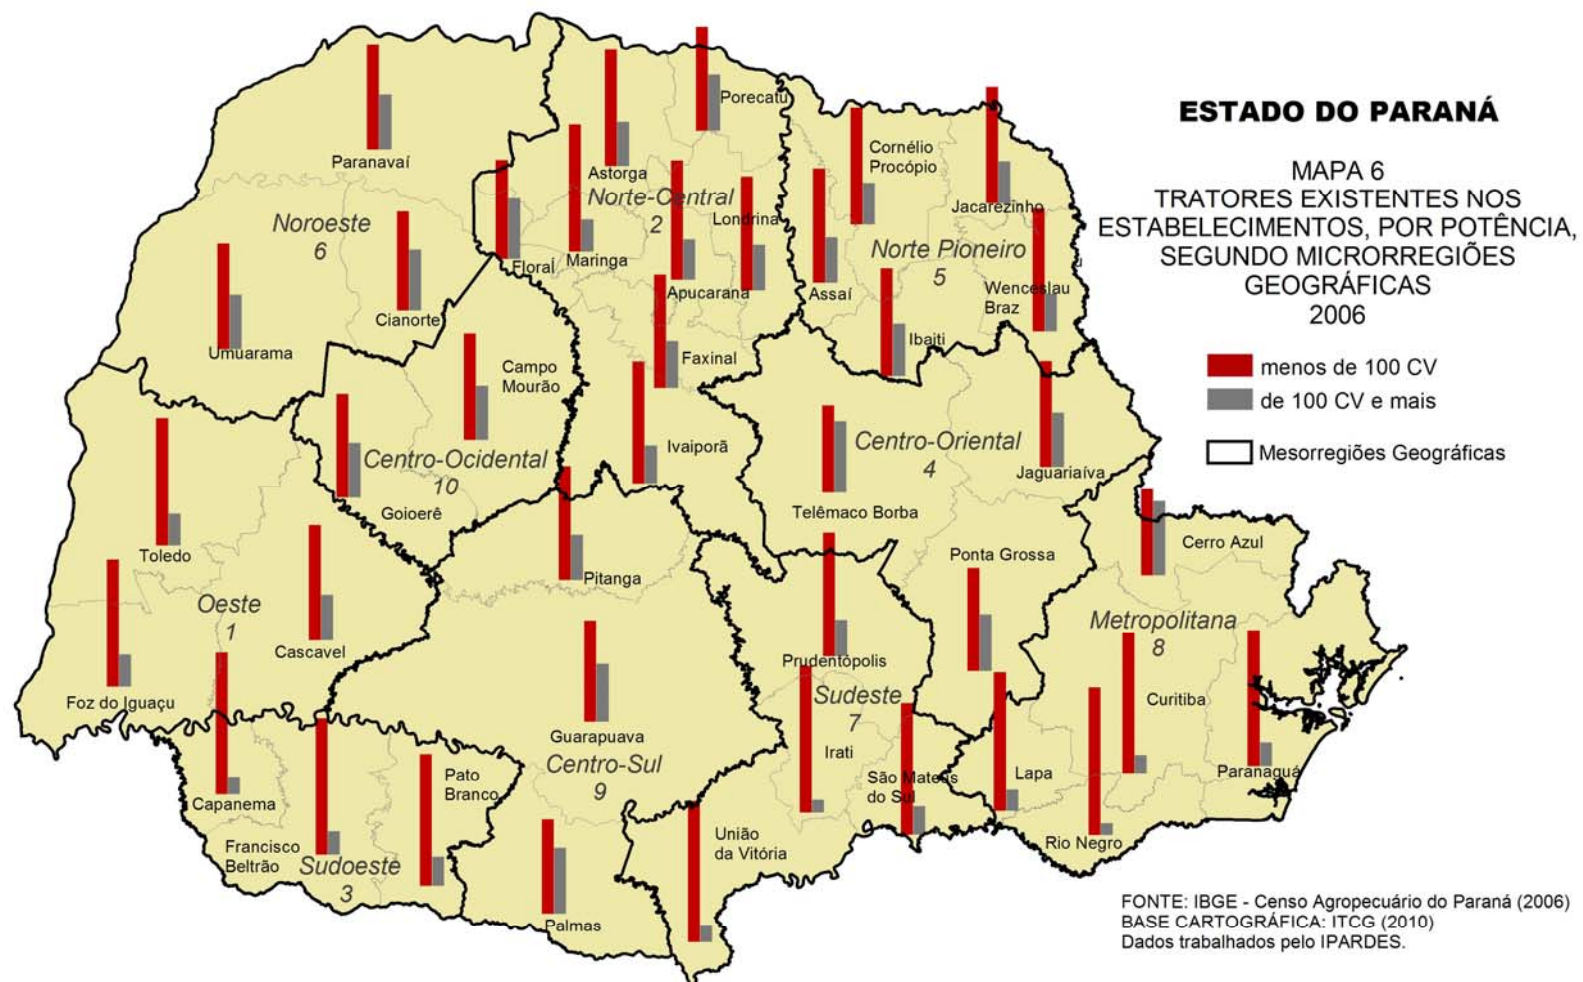 ESTADO DO PARANÁ
MAPA 6
TRATORES EXISTENTES NOS
ESTABELECIMENTOS, POR POTÊNCIA,
SEGUNDO MICRORREGIÕES
GEOGRÁFICAS
2006
menos de 100 CV
de 100 CV e mais
Mesorregiões Geográficas
Porecatu
Paranavaí
Astorga
Cornélio
Procópio
Norte-Central
2
Londrina
Jacarezinho
Noroeste
6
Floraí
Maringa
Apucarana
Norte Pioneiro
5
Assaí
Wenceslau
Braz
Cianorte
Umuarama
Ibaiti
Faxinal
Campo
Mourão
Ivaiporã
Centro-Ocidental
10
Centro-Oriental
4
Jaguariaíva
Goioerê
Telêmaco Borba
Toledo
Pitanga
Ponta Grossa
Cerro Azul
Oeste
1
Cascavel
Metropolitana
8
Prudentópolis
Foz do Iguaçu
Sudeste
7
Curitiba
Guarapuava
Centro-Sul
9
Irati
São Mateus
do Sul
Lapa
Paranaguá
Pato
Branco
Capanema
Francisco
Beltrão
Sudoeste
3
União
da Vitória
Rio Negro
Palmas
FONTE: IBGE - Censo Agropecuário do Paraná (2006)
BASE CARTOGRÁFICA: ITCG (2010)
Dados trabalhados pelo IPARDES.